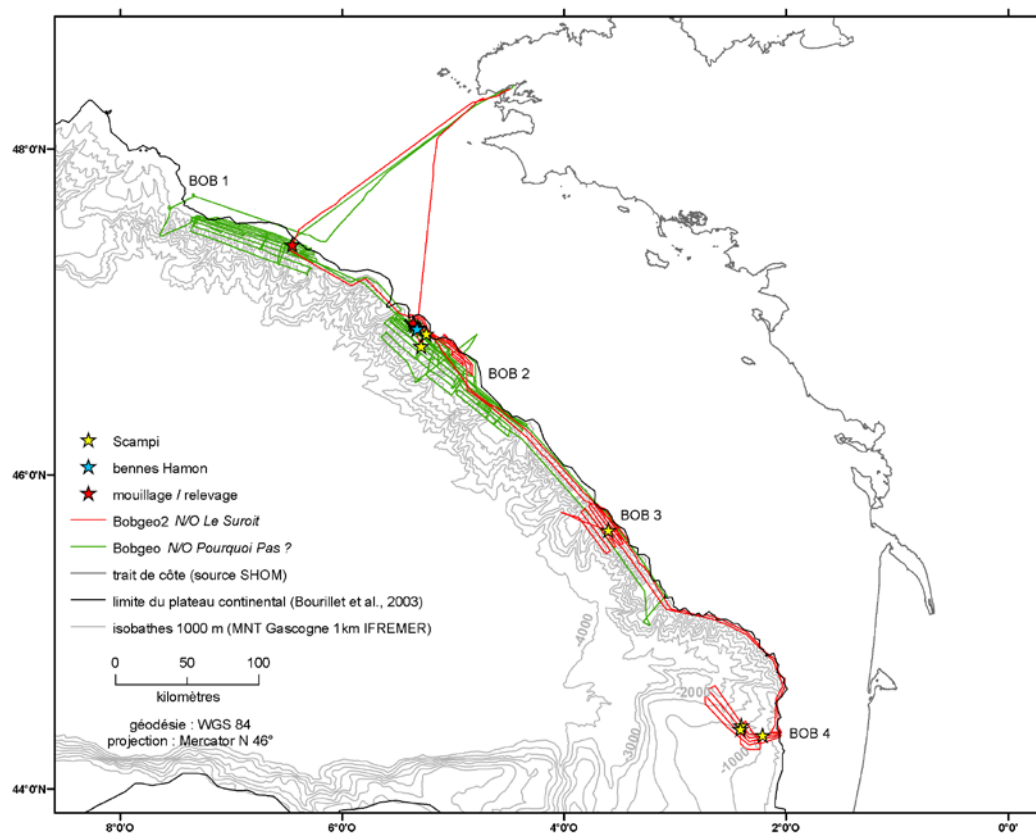 48°0'N
46°0'N
44°0'N
BOB 1
BOB 2
BOB 3
BOB 4
Scampi
bennes Hamon
mouillage / relevage
Bobgeo2 N/O Le Suroit
Bobgeo N/O Pourquoi Pas ?
trait de côte (source SHOM)
limite du plateau continental (Bourillet et al., 2003)
isobathes 1000 m (MNT Gascogne 1km IFREMER)
0 50 100
kilomètres
géodésie : WGS 84
projection : Mercator N 46°
-4000
-2000
-3000
-1000
8°0'O 6°0'O 4°0'O 2°0'O 0°0'